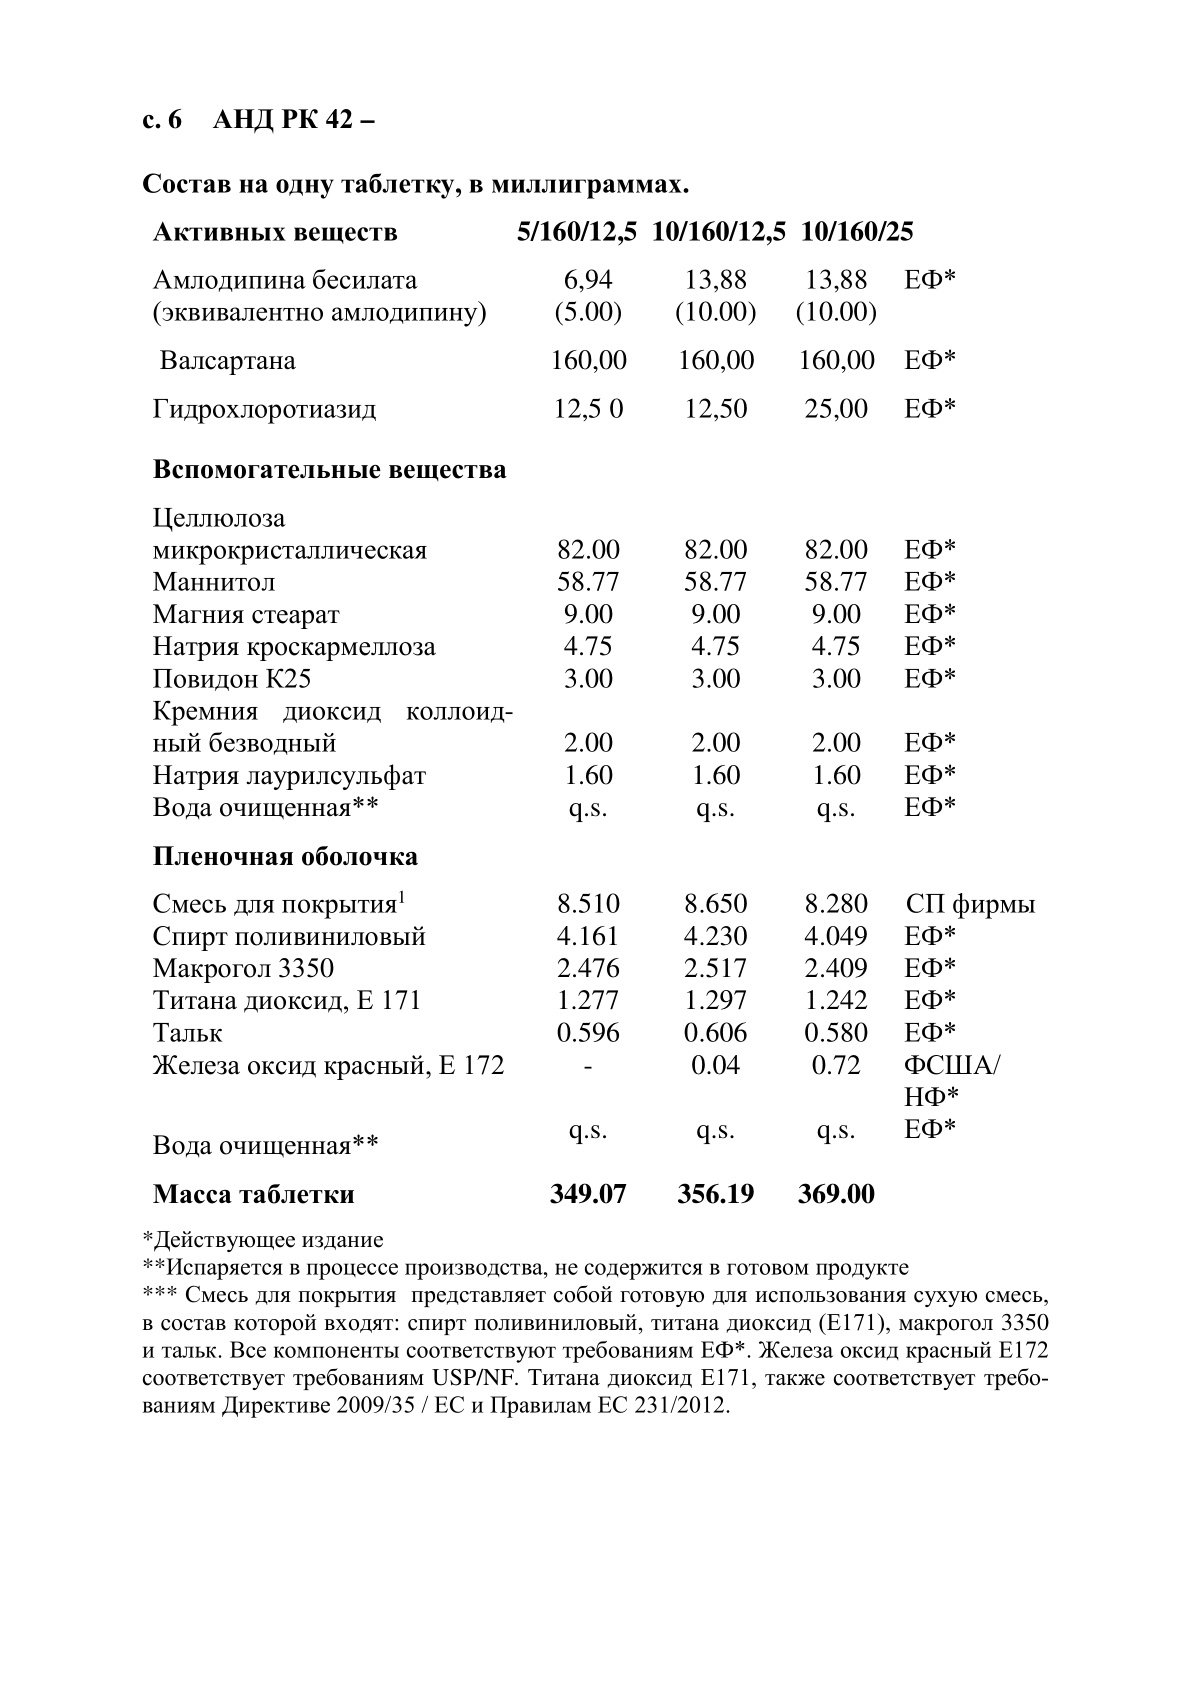 с. 6 АНД РК 42 –
Состав на одну таблетку, в миллиграммах.
Активных веществ 5/160/12,5 10/160/12,5 10/160/25
Амлодипина бесилата 6,94 13,88 13,88 ЕФ*
(эквивалентно амлодипину) (5.00) (10.00) (10.00)
Валсартана 160,00 160,00 160,00 ЕФ*
Гидрохлоротиазид 12,5 0 12,50 25,00 ЕФ*
Вспомогательные вещества
Целлюлоза
микрокристаллическая 82.00 82.00 82.00 ЕФ*
Маннитол 58.77 58.77 58.77 ЕФ*
Магния стеарат 9.00 9.00 9.00 ЕФ*
Натрия кроскармеллоза 4.75 4.75 4.75 ЕФ*
Повидон К25 3.00 3.00 3.00 ЕФ*
Кремния диоксид коллоид-
ный безводный 2.00 2.00 2.00 ЕФ*
Натрия лаурилсульфат 1.60 1.60 1.60 ЕФ*
Вода очищенная** q.s. q.s. q.s. ЕФ*
Пленочная оболочка
Смесь для покрытия¹ 8.510 8.650 8.280 СП фирмы
Спирт поливиниловый 4.161 4.230 4.049 ЕФ*
Макрогол 3350 2.476 2.517 2.409 ЕФ*
Титана диоксид, Е 171 1.277 1.297 1.242 ЕФ*
Тальк 0.596 0.606 0.580 ЕФ*
Железа оксид красный, Е 172 - 0.04 0.72 ФСША/
НФ*
Вода очищенная** q.s. q.s. q.s. ЕФ*
Масса таблетки 349.07 356.19 369.00
*Действующее издание
**Испаряется в процессе производства, не содержится в готовом продукте
*** Смесь для покрытия представляет собой готовую для использования сухую смесь,
в состав которой входят: спирт поливиниловый, титана диоксид (Е171), макрогол 3350
и тальк. Все компоненты соответствуют требованиям ЕФ*. Железа оксид красный Е172
соответствует требованиям USP/NF. Титана диоксид Е171, также соответствует требо-
ваниям Директиве 2009/35 / ЕС и Правилам ЕС 231/2012.